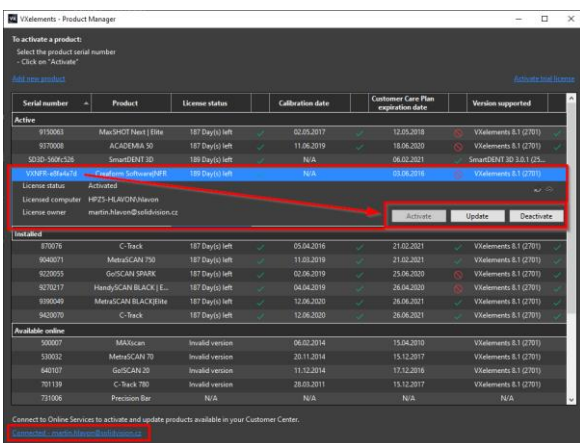 VXelements - Product Manager
To activate a product:
Select the product serial number
- Click on "Activate"
Add new product Activate trial license
Serial number Product License status Calibration date Customer Care Plan expiration date Version supported
Active
9150063 MaxSHOT Next | Elite 187 Day(s) left 02.05.2017 12.05.2018 VXelements 8.1 (2701)
9370008 ACADEMIA 50 187 Day(s) left 11.06.2019 18.06.2020 VXelements 8.1 (2701)
SD3D-560fc526 SmartDENT 3D 189 Day(s) left N/A 06.02.2021 SmartDENT 3D 3.0.1 (25...
VXNFR-e8fa4a7d Creaform Software|NFR 189 Day(s) left N/A 03.06.2016 VXelements 8.1 (2701)
License status Activated
Licensed computer HPZ5-HLAVON\hlavon
License owner martin.hlavon@solidvision.cz
Activate Update Deactivate
Installed
870076 C-Track 187 Day(s) left 05.04.2016 21.02.2021 VXelements 8.1 (2701)
9040071 MetraSCAN 750 187 Day(s) left 11.03.2019 21.02.2021 VXelements 8.1 (2701)
9220055 Go!SCAN SPARK 187 Day(s) left 02.06.2019 25.06.2020 VXelements 8.1 (2701)
9270217 HandySCAN BLACK | E... 187 Day(s) left 04.04.2019 26.04.2020 VXelements 8.1 (2701)
9390049 MetraSCAN BLACK|Elite 187 Day(s) left 12.06.2020 26.06.2021 VXelements 8.1 (2701)
9420070 C-Track 187 Day(s) left 12.06.2020 26.06.2021 VXelements 8.1 (2701)
Available online
500007 MAXscan Invalid version 06.02.2014 15.04.2010 VXelements 8.1 (2701)
530032 MetraSCAN 70 Invalid version 20.11.2014 15.12.2017 VXelements 8.1 (2701)
640107 Go!SCAN 20 Invalid version 11.12.2014 17.12.2016 VXelements 8.1 (2701)
701139 C-Track 780 Invalid version 28.03.2011 15.12.2017 VXelements 8.1 (2701)
731006 Precision Bar N/A N/A N/A N/A
Connect to Online Services to activate and update products available in your Customer Center.
Connected - martin.hlavon@solidvision.cz